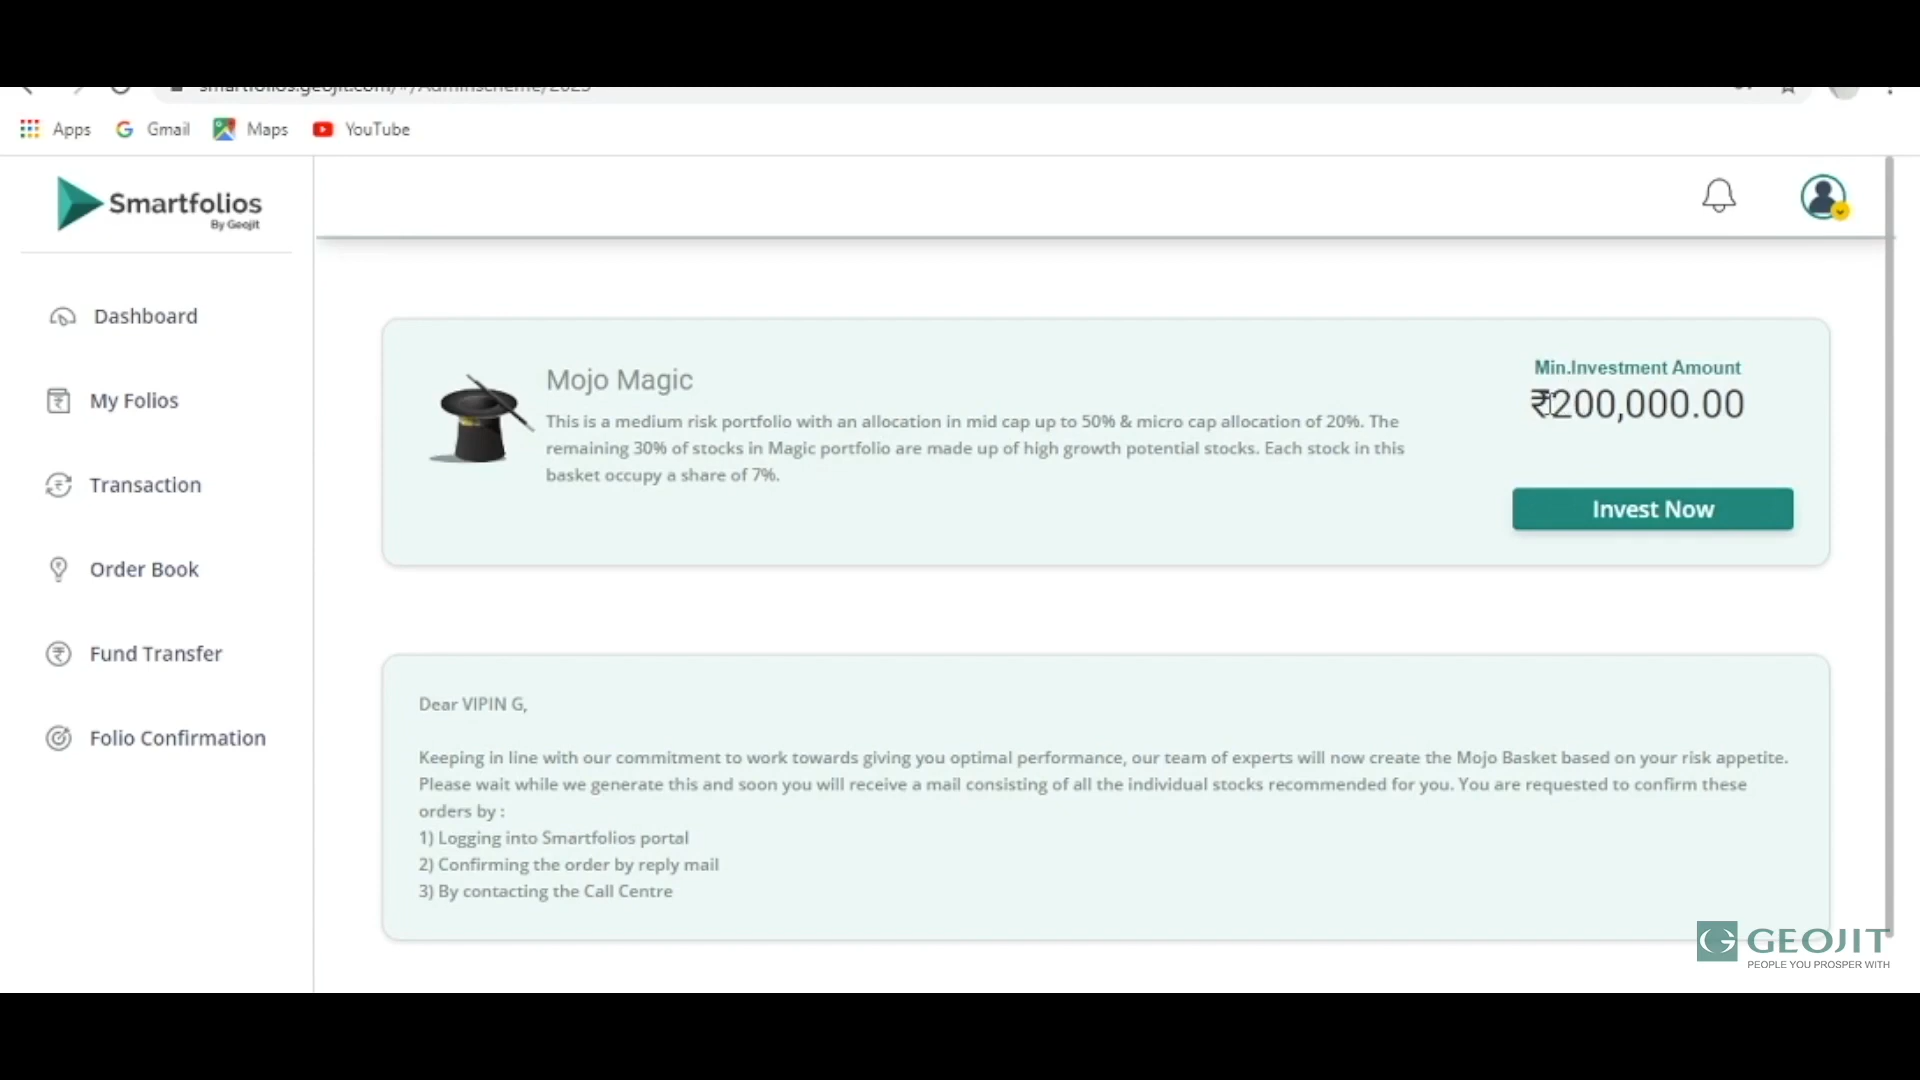 Apps Gmail Maps YouTube
Smartfolios
By Geojit
Dashboard
My Folios
Transaction
Order Book
Fund Transfer
Folio Confirmation
Mojo Magic
This is a medium risk portfolio with an allocation in mid cap up to 50% & micro cap allocation of 20%. The
remaining 30% of stocks in Magic portfolio are made up of high growth potential stocks. Each stock in this
basket occupy a share of 7%.
Min.Investment Amount
₹200,000.00
Invest Now
Dear VIPIN G,
Keeping in line with our commitment to work towards giving you optimal performance, our team of experts will now create the Mojo Basket based on your risk appetite.
Please wait while we generate this and soon you will receive a mail consisting of all the individual stocks recommended for you. You are requested to confirm these
orders by :
1) Logging into Smartfolios portal
2) Confirming the order by reply mail
3) By contacting the Call Centre
GEOJIT
PEOPLE YOU PROSPER WITH